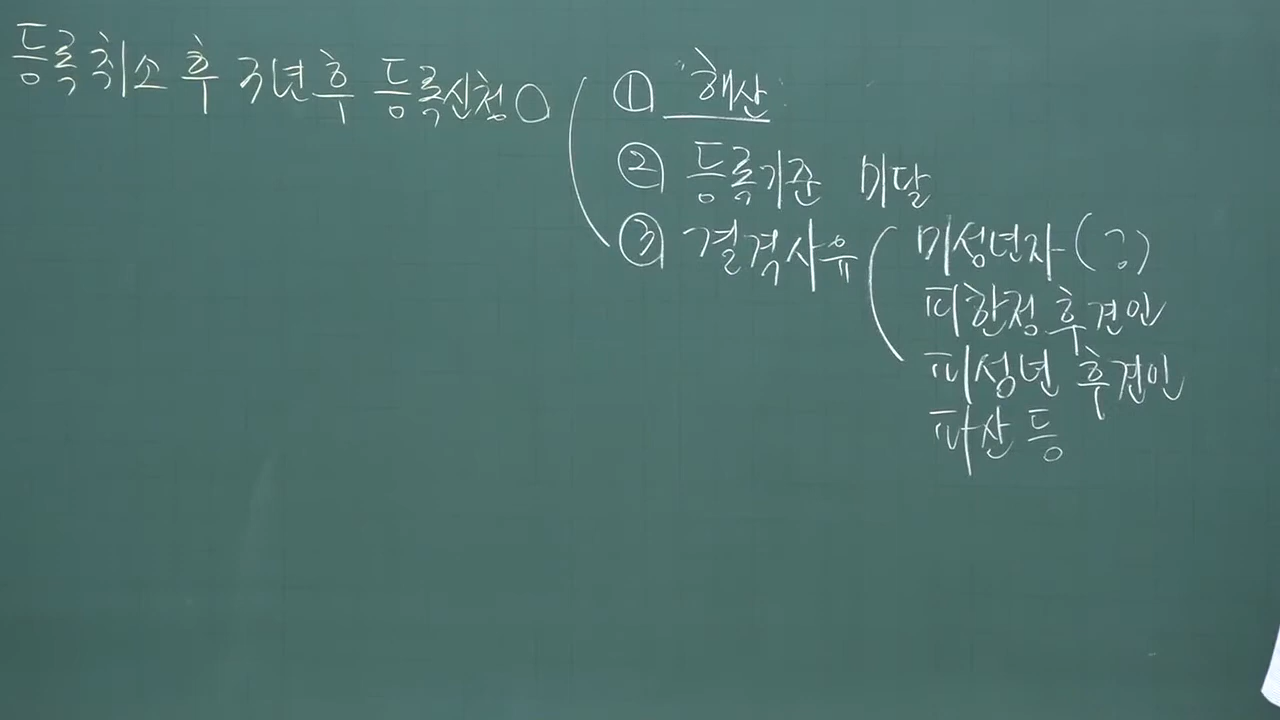 등록취소 후 3년 후 등록신청 ○
① "해산"
② 등록기준 미달
③ 결격사유
미성년자 (공)
피한정 후견인
피성년 후견인
파산 등